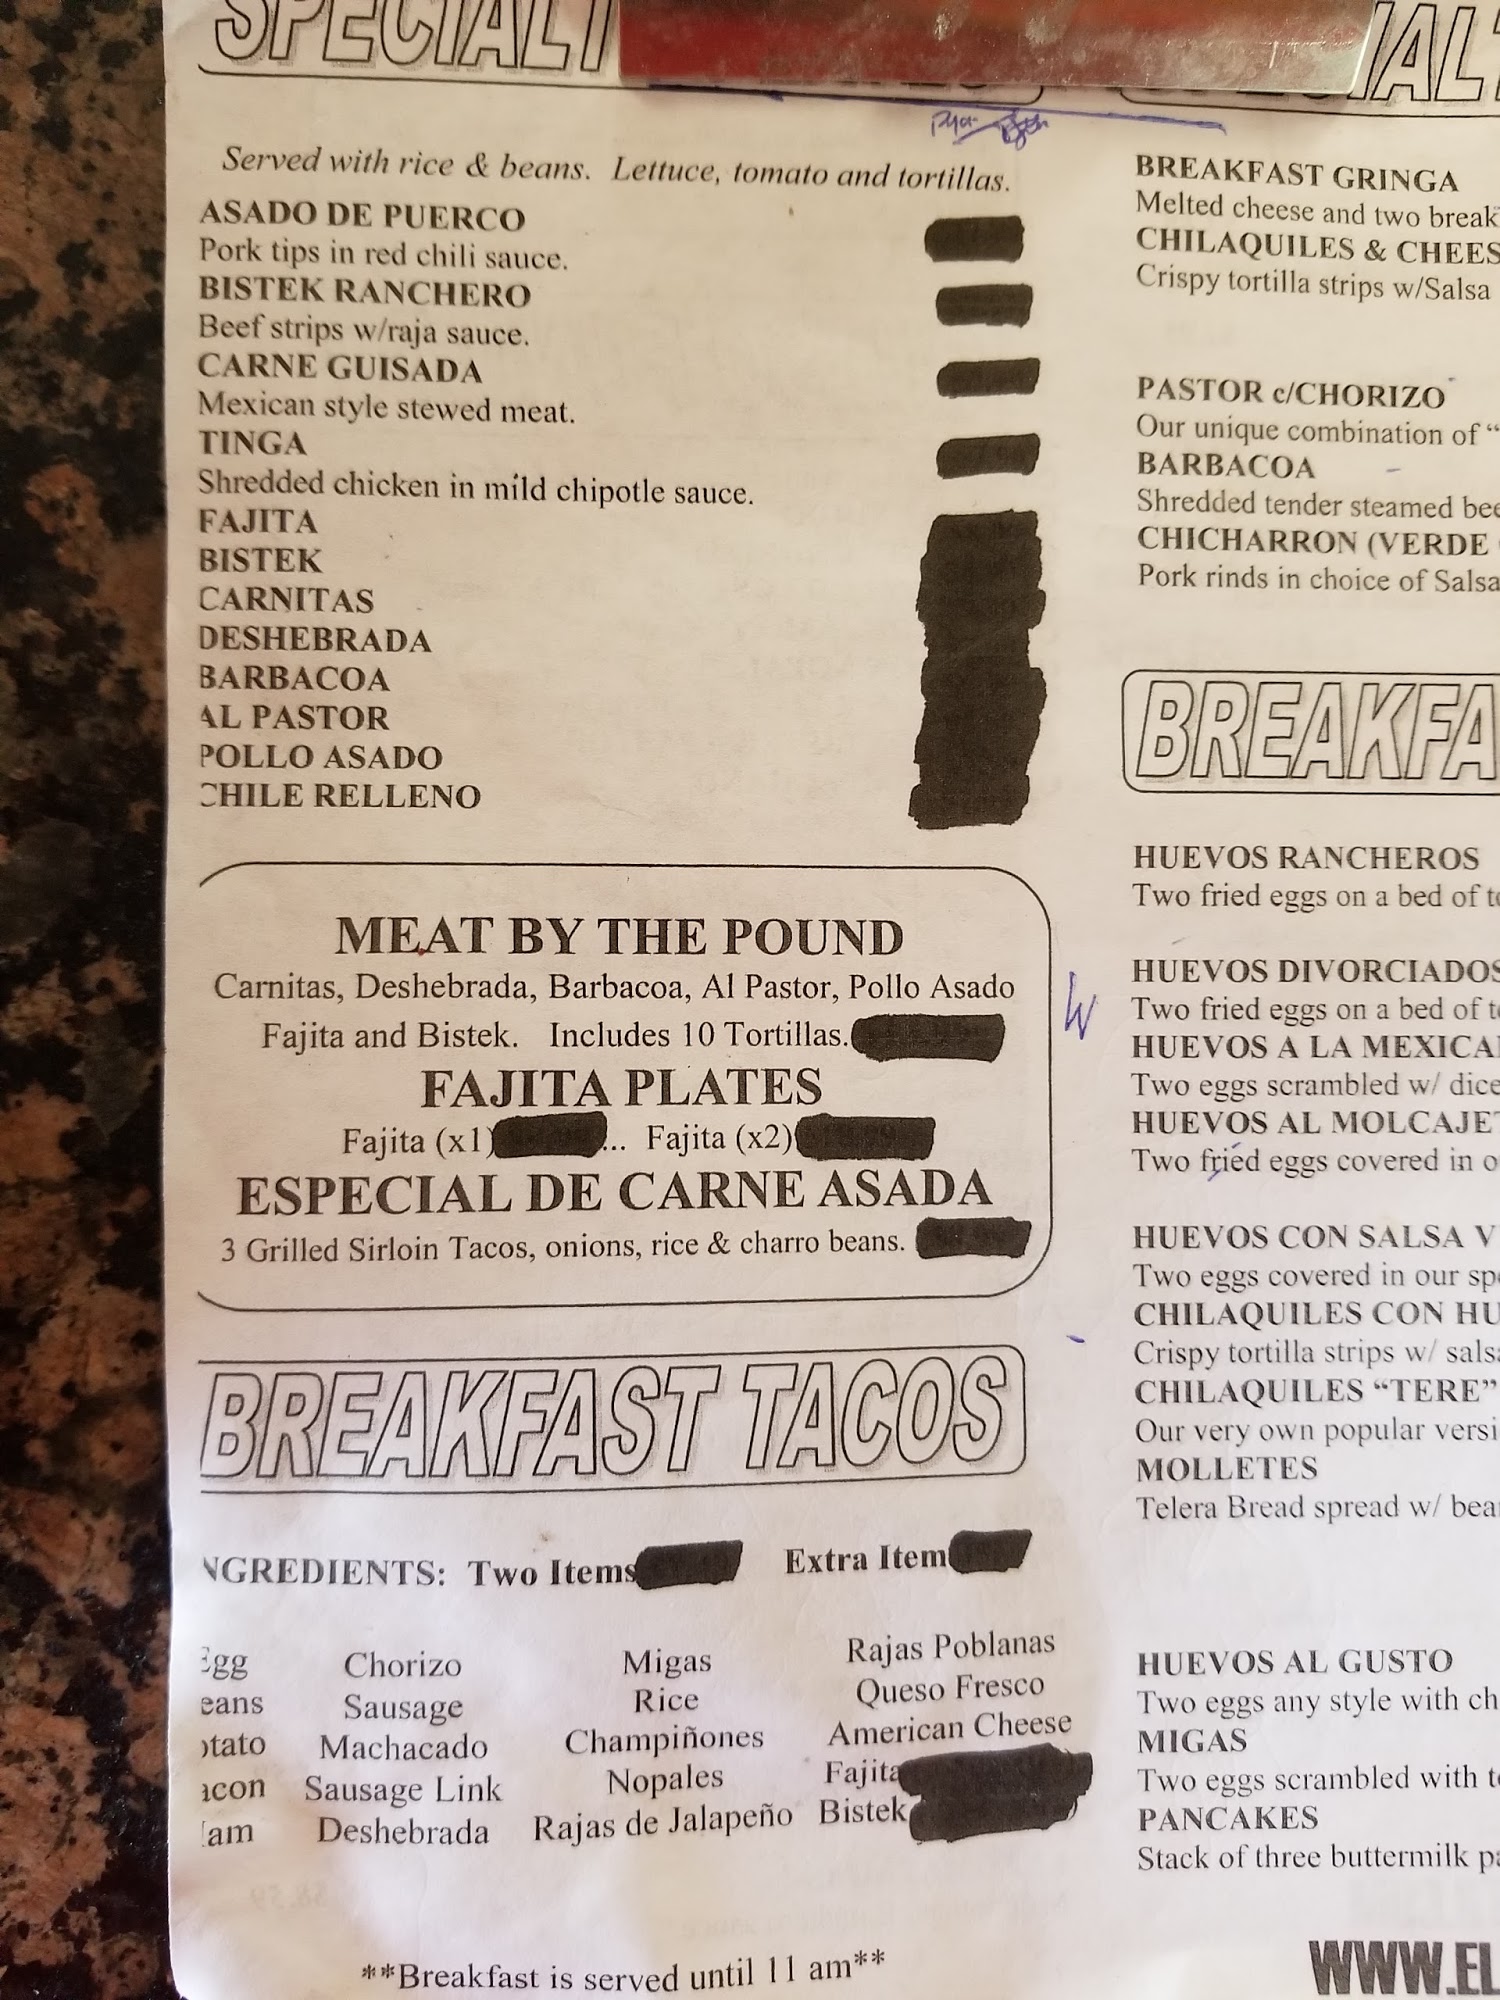 Served with rice & beans. Lettuce, tomato and tortillas.
ASADO DE PUERCO
Pork tips in red chili sauce.
BISTEK RANCHERO
Beef strips w/raja sauce.
CARNE GUISADA
Mexican style stewed meat.
TINGA
Shredded chicken in mild chipotle sauce.
FAJITA
BISTEK
CARNITAS
DESHEBRADA
BARBACOA
AL PASTOR
POLLO ASADO
CHILE RELLENO
MEAT BY THE POUND
Carnitas, Deshebrada, Barbacoa, Al Pastor, Pollo Asado
Fajita and Bistek. Includes 10 Tortillas.
FAJITA PLATES
Fajita (x1) ... Fajita (x2)
ESPECIAL DE CARNE ASADA
3 Grilled Sirloin Tacos, onions, rice & charro beans.
BREAKFAST TACOS
NGREDIENTS: Two Items Extra Item
Egg Chorizo Migas Rajas Poblanas
eans Sausage Rice Queso Fresco
otato Machacado Champiñones American Cheese
acon Sausage Link Nopales Fajita
am Deshebrada Rajas de Jalapeño Bistek
**Breakfast is served until 11 am**
BREAKFAST GRINGA
Melted cheese and two break
CHILAQUILES & CHEES
Crispy tortilla strips w/Salsa
PASTOR c/CHORIZO
Our unique combination of “
BARBACOA
Shredded tender steamed bee
CHICHARRON (VERDE
Pork rinds in choice of Salsa
BREAKFA
HUEVOS RANCHEROS
Two fried eggs on a bed of to
HUEVOS DIVORCIADOS
Two fried eggs on a bed of to
HUEVOS A LA MEXICA
Two eggs scrambled w/ dice
HUEVOS AL MOLCAJET
Two fried eggs covered in o
HUEVOS CON SALSA V
Two eggs covered in our spe
CHILAQUILES CON HU
Crispy tortilla strips w/ salsa
CHILAQUILES “TERE”
Our very own popular versi
MOLLETES
Telera Bread spread w/ bea
HUEVOS AL GUSTO
Two eggs any style with ch
MIGAS
Two eggs scrambled with to
PANCAKES
Stack of three buttermilk pa
WWW.EL